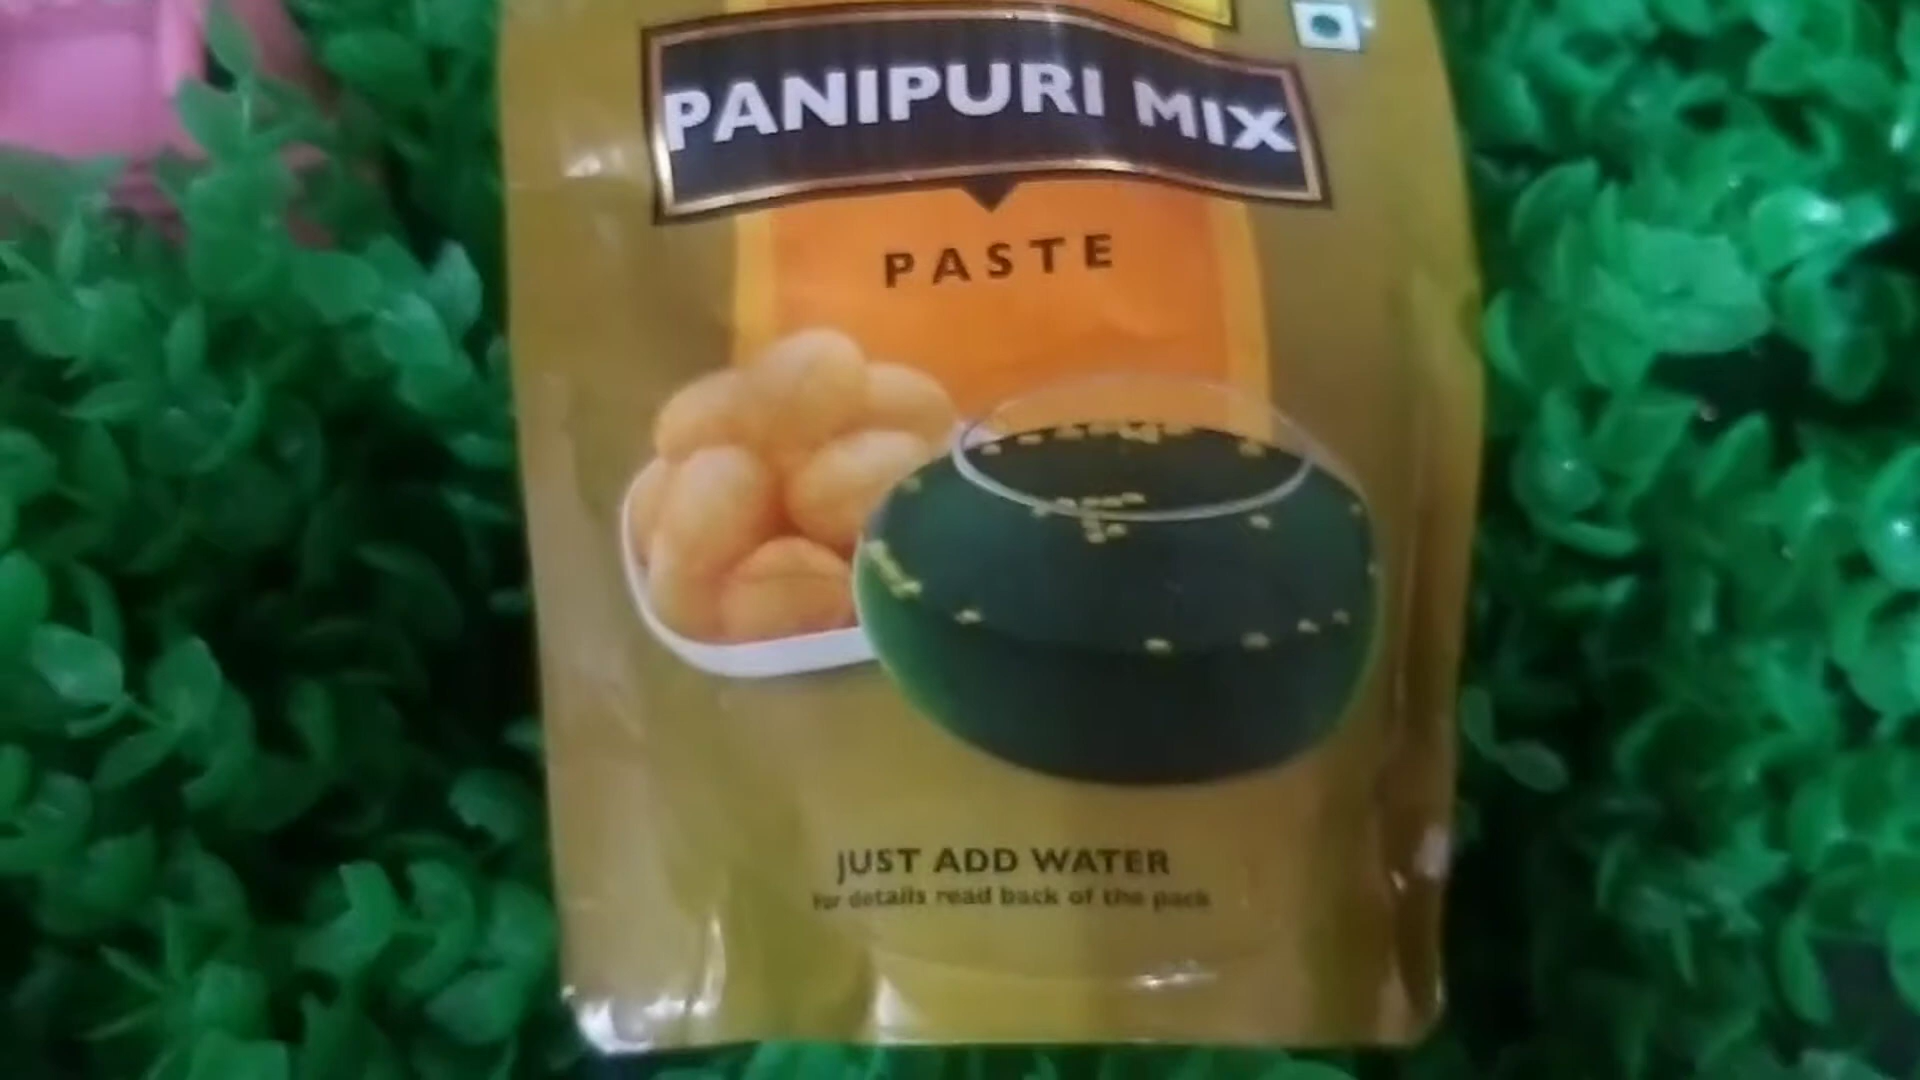 PANIPURI MIX
PASTE
JUST ADD WATER
for details read back of the pack